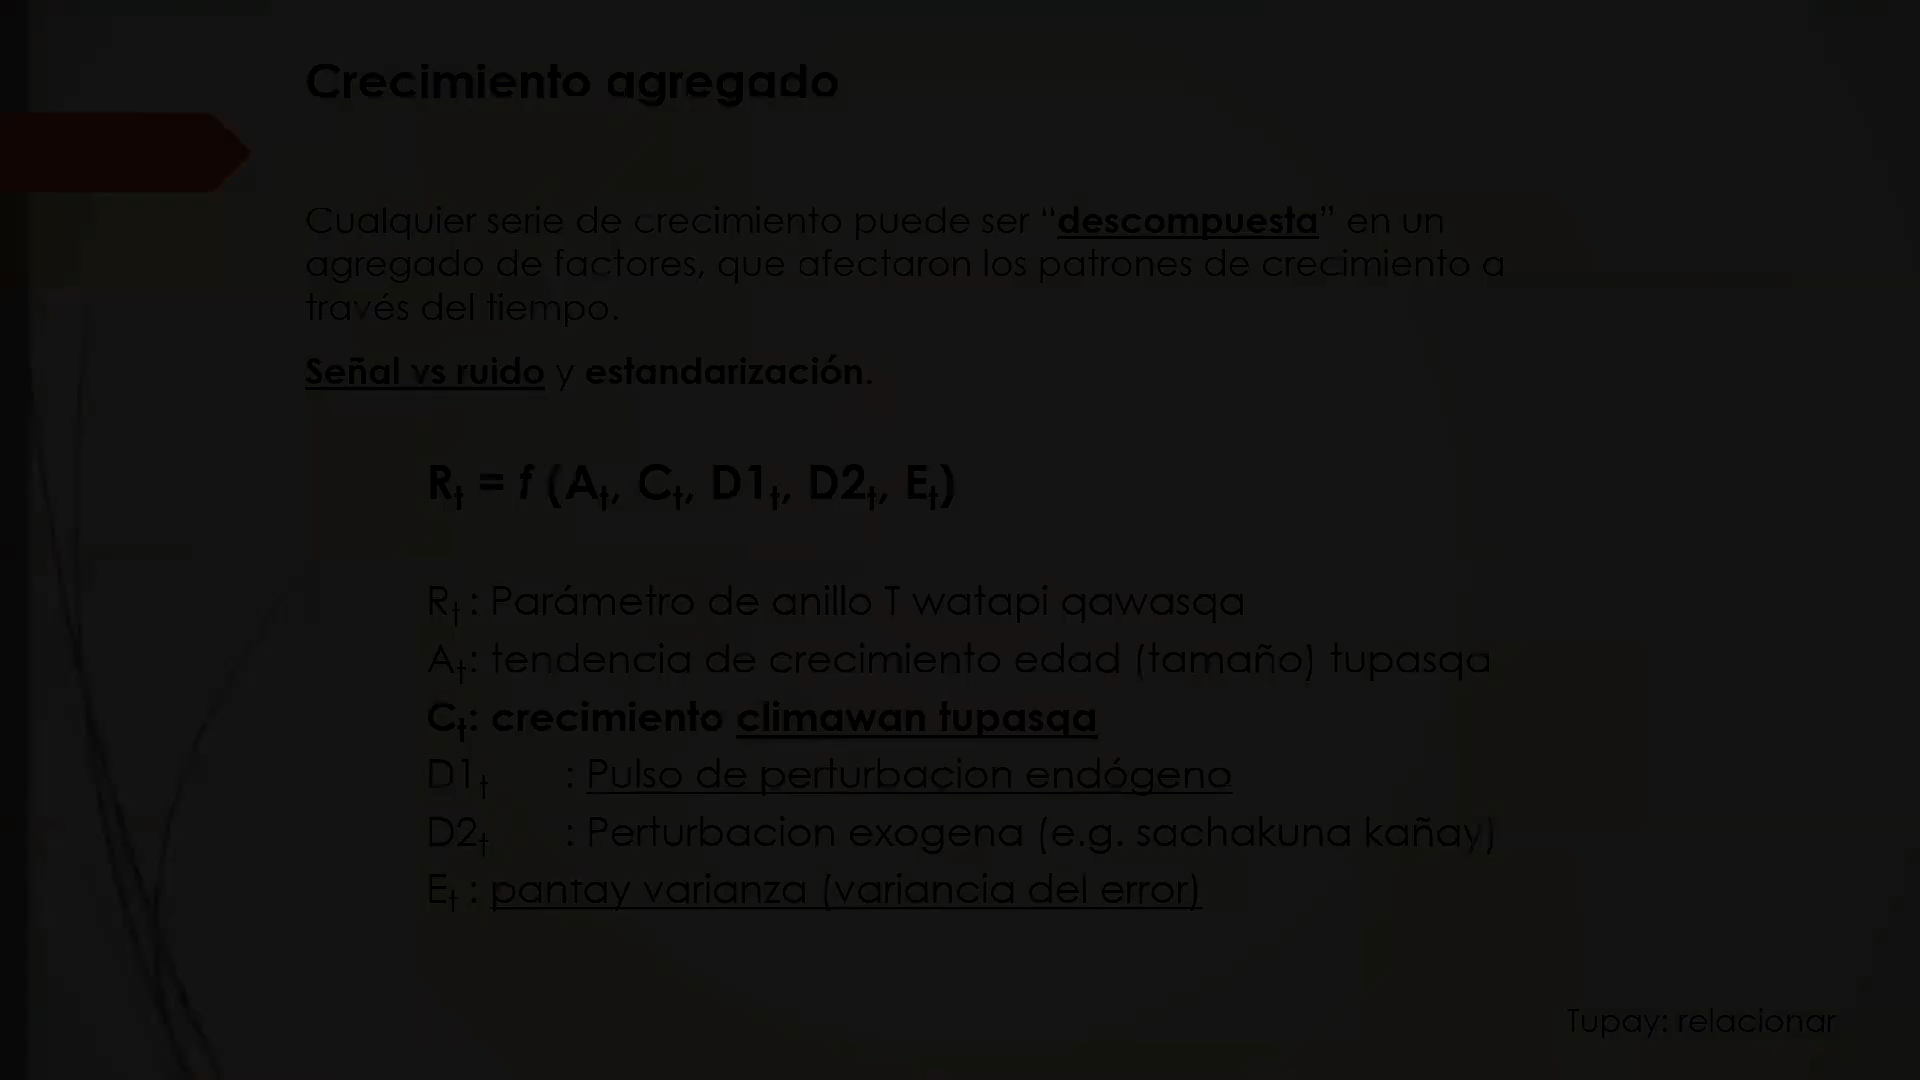 Crecimiento agregado
Cualquier serie de crecimiento puede ser “descompuesta” en un
agregado de factores, que afectaron los patrones de crecimiento a
través del tiempo.
Señal vs ruido y estandarización.
Rt = f (At, Ct, D1t, D2t, Et)
Rt : Parámetro de anillo T watapi qawasqa
At : tendencia de crecimiento edad (tamaño) tupasqa
Ct: crecimiento climawan tupasqa
D1t : Pulso de perturbacion endógeno
D2t : Perturbacion exogena (e.g. sachakuna kañay)
Et : pantay varianza (variancia del error)
Tupay: relacionar